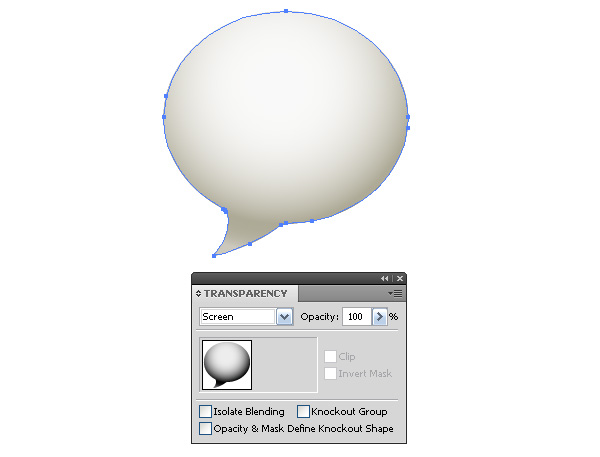 TRANSPARENCY
Screen Opacity: 100 %
Clip
Invert Mask
Isolate Blending Knockout Group
Opacity & Mask Define Knockout Shape